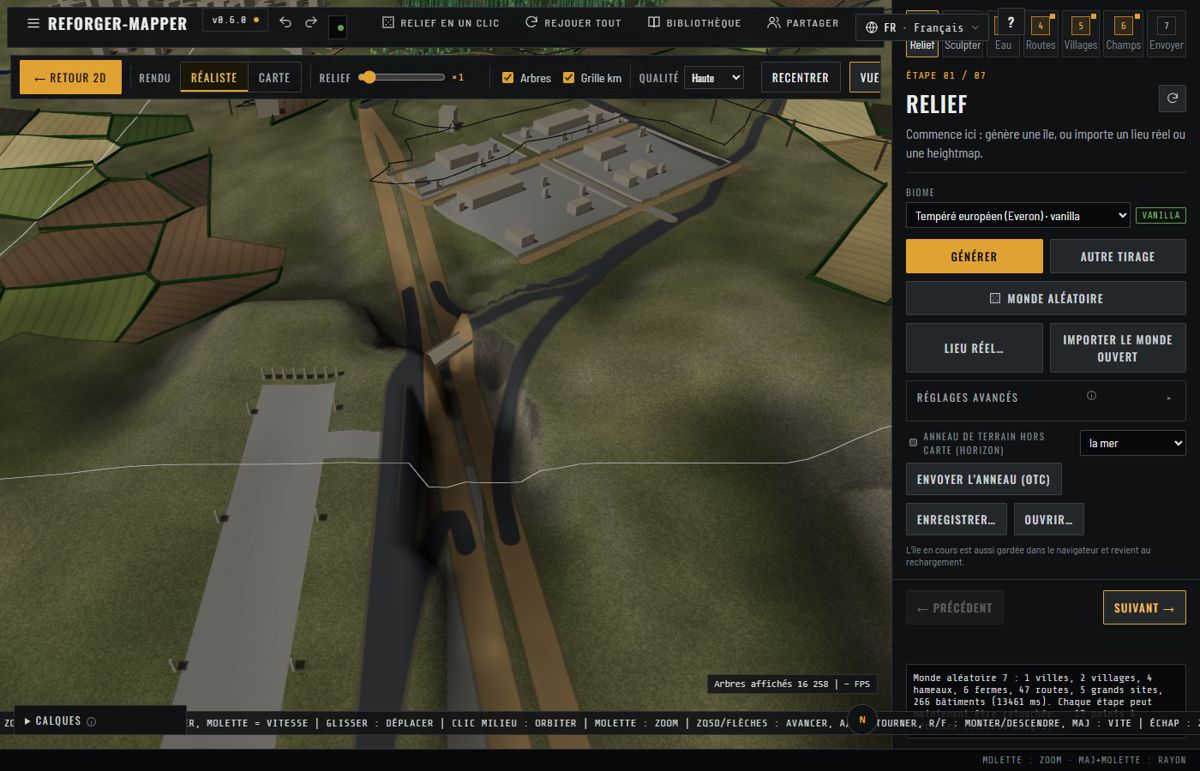 REFORGER-MAPPER
v0.6.0
RELIEF EN UN CLIC
REJOUER TOUT
BIBLIOTHÈQUE
PARTAGER
FR · Français
?
4
5
6
7
Relief
Sculpter
Eau
Routes
Villages
Champs
Envoyer
← RETOUR 2D
RENDU
RÉALISTE
CARTE
RELIEF
×1
Arbres
Grille km
QUALITÉ
Haute
RECENTRER
VUE
ÉTAPE 01 / 07
RELIEF
Commence ici : génère une île, ou importe un lieu réel ou
une heightmap.
BIOME
Tempéré européen (Everon) · vanilla
VANILLA
GÉNÉRER
AUTRE TIRAGE
MONDE ALÉATOIRE
LIEU RÉEL…
IMPORTER LE MONDE
OUVERT
RÉGLAGES AVANCÉS
ANNEAU DE TERRAIN HORS
CARTE (HORIZON)
la mer
ENVOYER L'ANNEAU (OTC)
ENREGISTRER…
OUVRIR…
L'île en cours est aussi gardée dans le navigateur et revient au
rechargement.
← PRÉCÉDENT
SUIVANT →
Monde aléatoire 7 : 1 villes, 2 villages, 4
hameaux, 6 fermes, 47 routes, 5 grands sites,
266 bâtiments (13461 ms). Chaque étape peut
Arbres affichés 16 258 | — FPS
CALQUES
MOLETTE = VITESSE | GLISSER : DÉPLACER | CLIC MILIEU : ORBITER | MOLETTE : ZOOM | ZQSD/FLÈCHES : AVANCER,
N
TOURNER, R/F : MONTER/DESCENDRE, MAJ : VITE | ÉCHAP :
MOLETTE : ZOOM · MAJ+MOLETTE : RAYON